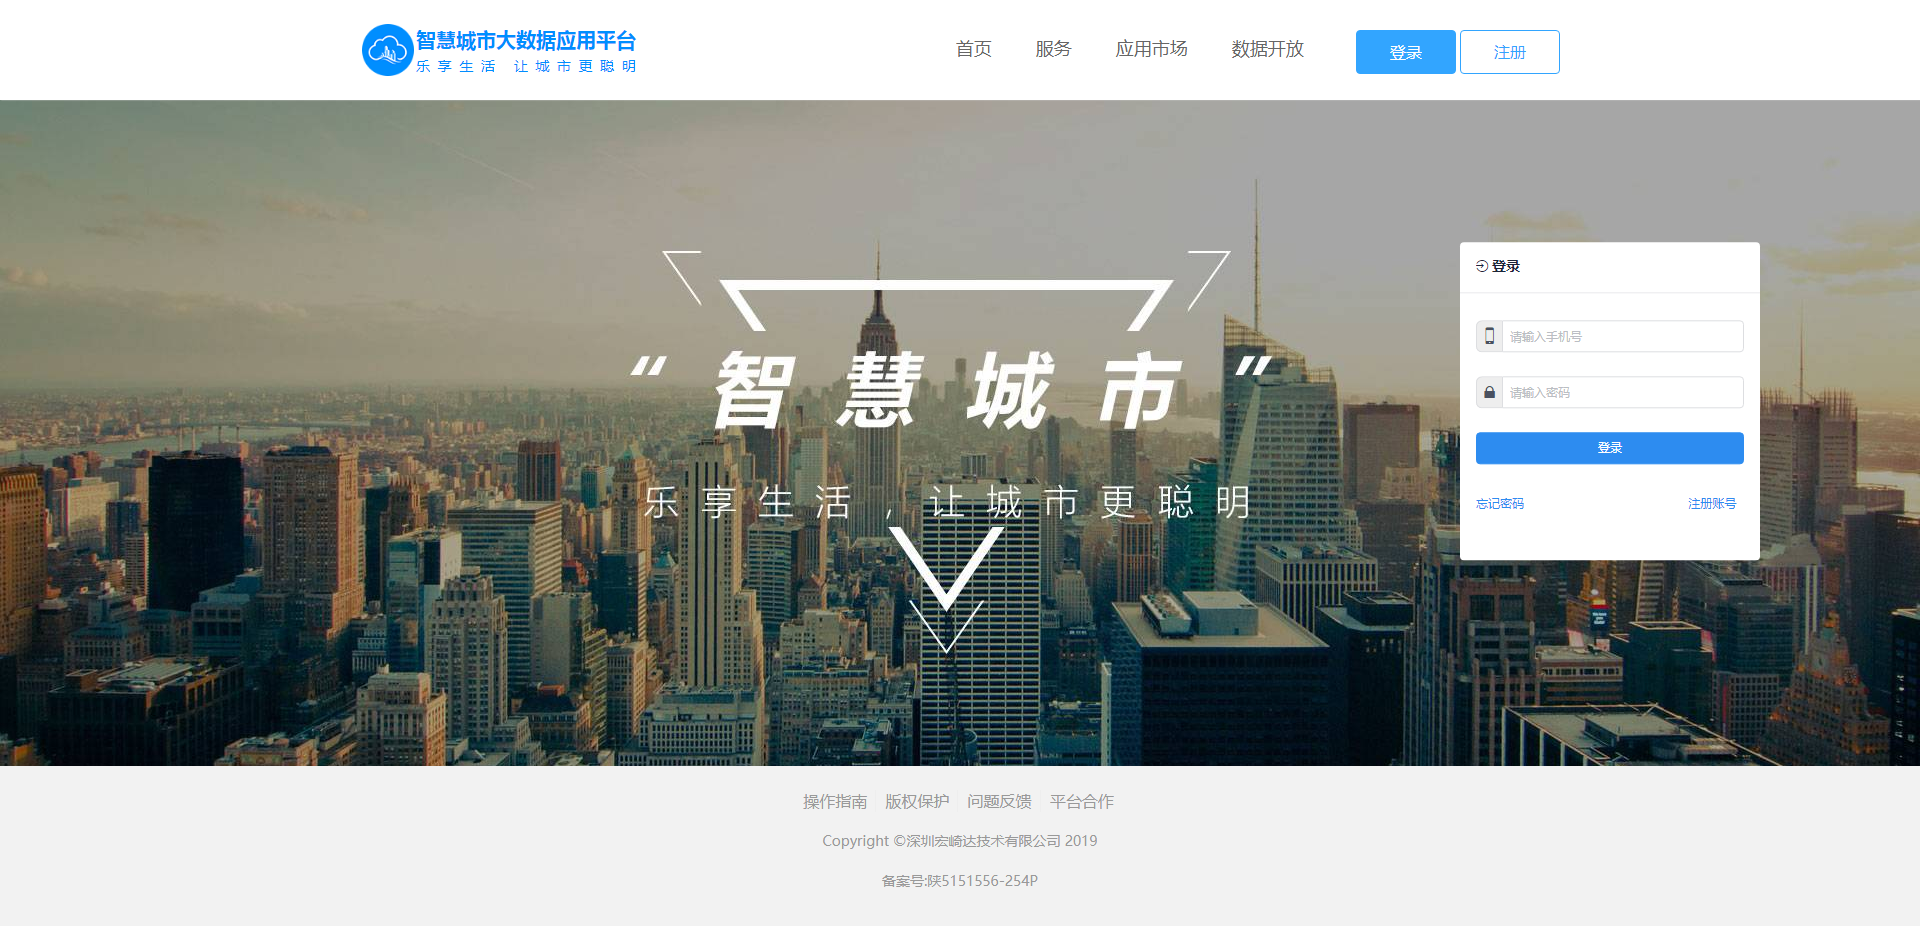 智慧城市大数据应用平台
乐享生活 让城市更聪明
首页 服务 应用市场 数据开放 登录 注册
“智慧城市”
乐享生活，让城市更聪明
登录
请输入手机号
请输入密码
登录
忘记密码 注册账号
操作指南 版权保护 问题反馈 平台合作
Copyright ©深圳宏崎达技术有限公司 2019
备案号:陕5151556-254P